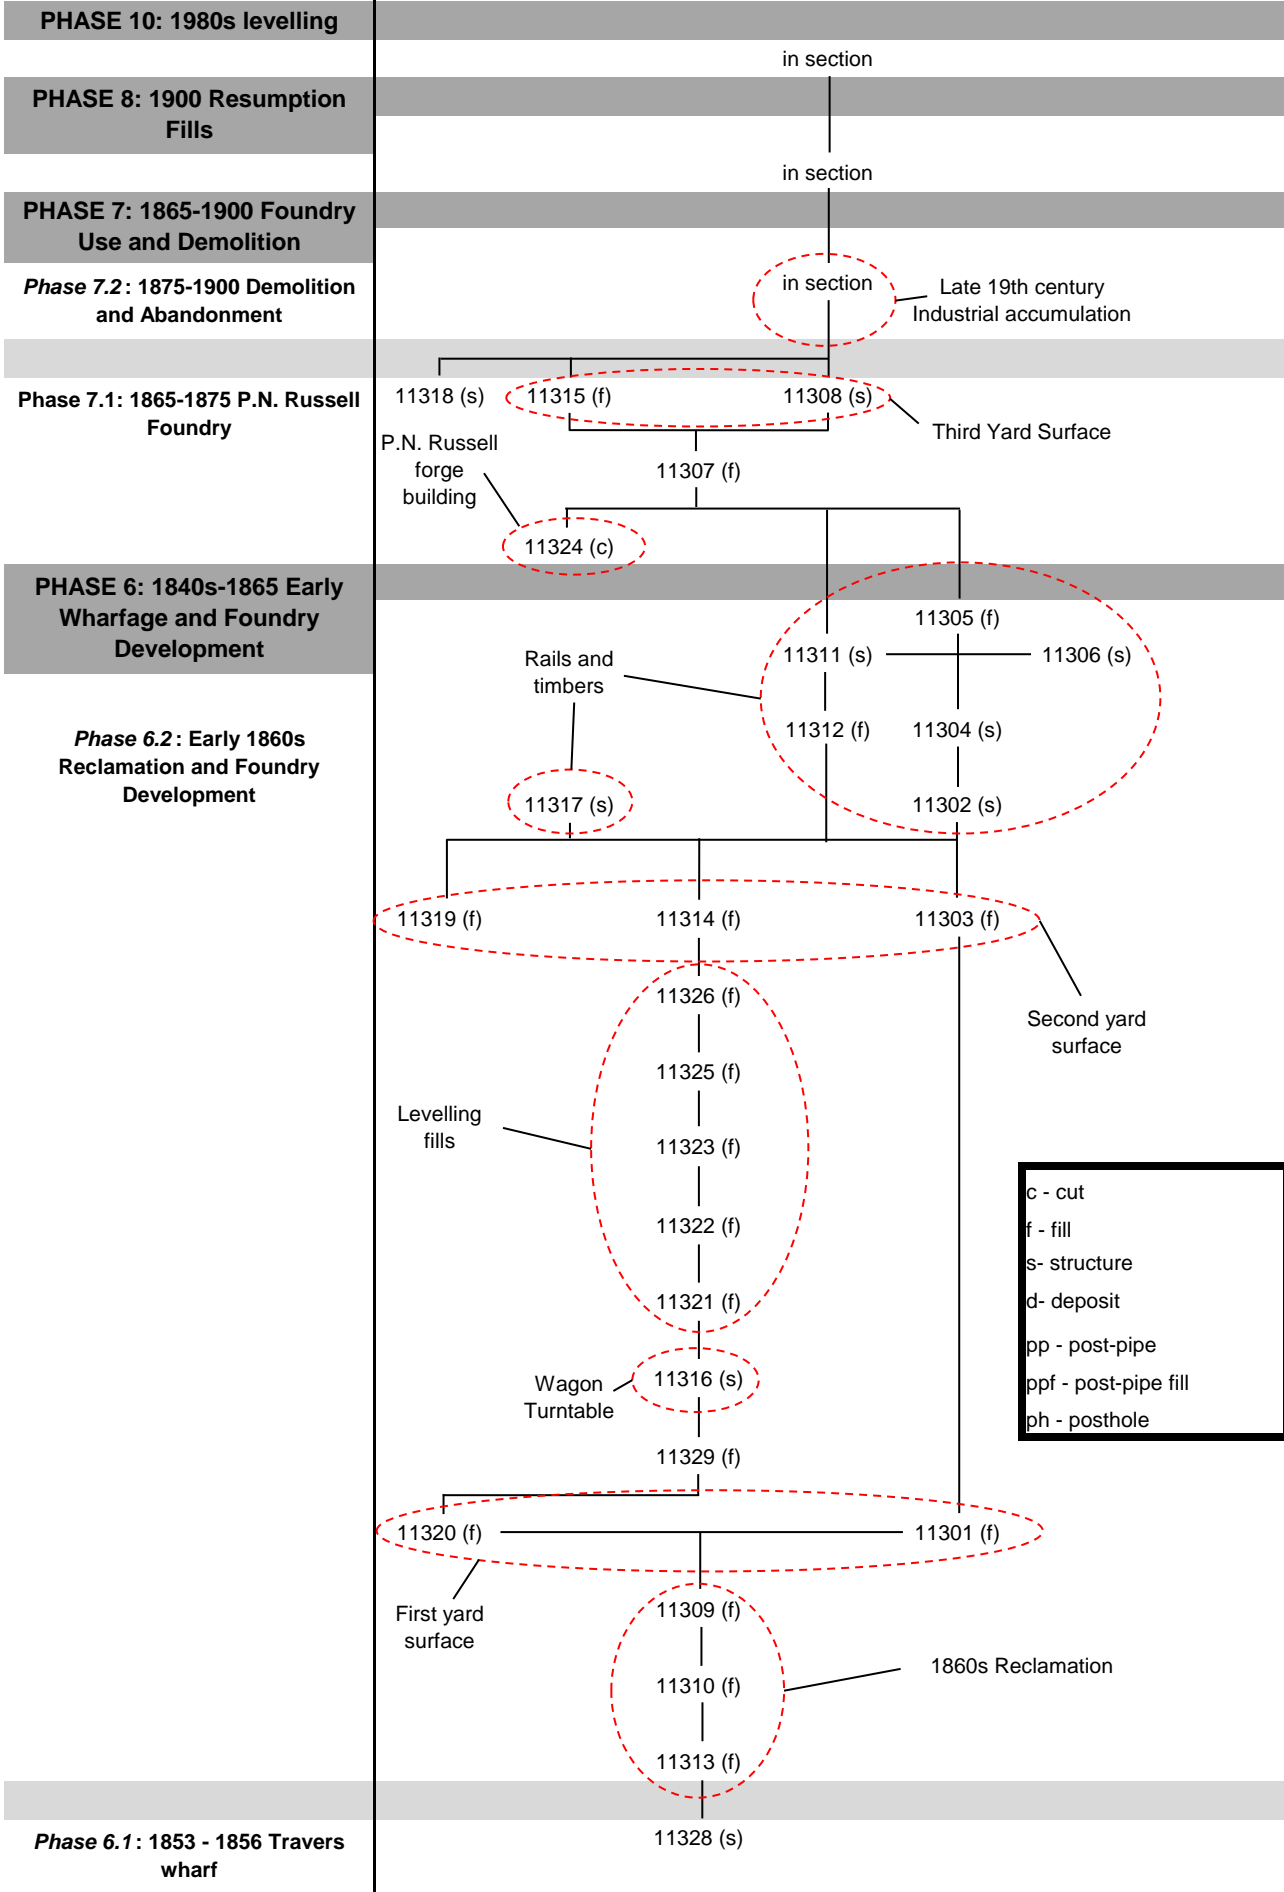 PHASE 10: 1980s levelling
in section
PHASE 8: 1900 Resumption
Fills
in section
PHASE 7: 1865-1900 Foundry
Use and Demolition
Phase 7.2 : 1875-1900 Demolition
and Abandonment
in section
Late 19th century
Industrial accumulation
Phase 7.1: 1865-1875 P.N. Russell
Foundry
11318 (s)
11315 (f)
11308 (s)
Third Yard Surface
P.N. Russell
forge
building
11307 (f)
11324 (c)
PHASE 6: 1840s-1865 Early
Wharfage and Foundry
Development
11305 (f)
11311 (s)
11306 (s)
Rails and
timbers
11312 (f)
11304 (s)
Phase 6.2 : Early 1860s
Reclamation and Foundry
Development
11317 (s)
11302 (s)
11319 (f)
11314 (f)
11303 (f)
Second yard
surface
11326 (f)
11325 (f)
Levelling
fills
11323 (f)
11322 (f)
11321 (f)
c - cut
f - fill
s- structure
d- deposit
pp - post-pipe
ppf - post-pipe fill
ph - posthole
Wagon
Turntable
11316 (s)
11329 (f)
11320 (f)
11301 (f)
First yard
surface
11309 (f)
11310 (f)
1860s Reclamation
11313 (f)
Phase 6.1 : 1853 - 1856 Travers
wharf
11328 (s)